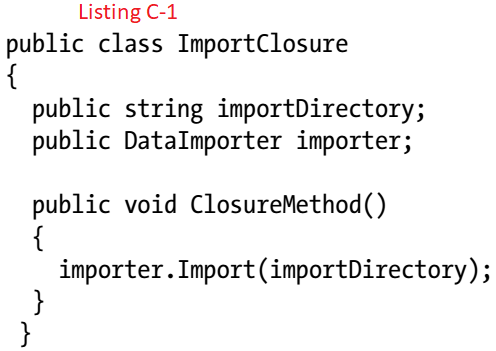 Listing C-1
public class ImportClosure
{
  public string importDirectory;
  public DataImporter importer;

  public void ClosureMethod()
  {
    importer.Import(importDirectory);
  }
 }